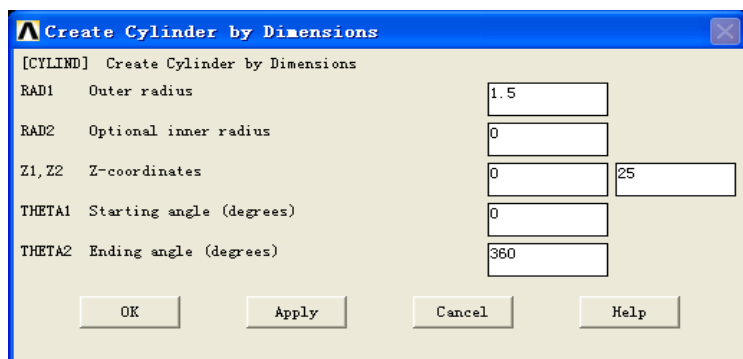 Create Cylinder by Dimensions
[CYLIND] Create Cylinder by Dimensions
RAD1 Outer radius 1.5
RAD2 Optional inner radius 0
Z1,Z2 Z-coordinates 0 25
THETA1 Starting angle (degrees) 0
THETA2 Ending angle (degrees) 360
OK Apply Cancel Help